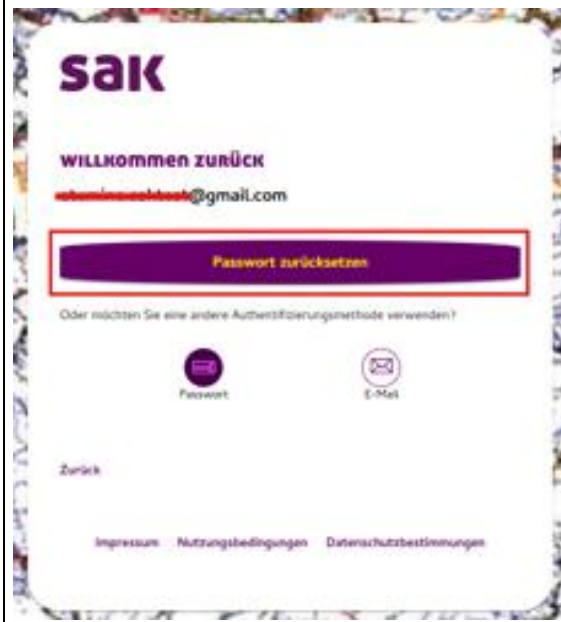 sak
WILLKOMMEN ZURÜCK
@gmail.com
Passwort zurücksetzen
Oder möchten Sie eine andere Authentifizierungsmethode verwenden?
Passwort
E-Mail
Zurück
Impressum Nutzungsbedingungen Datenschutzbestimmungen